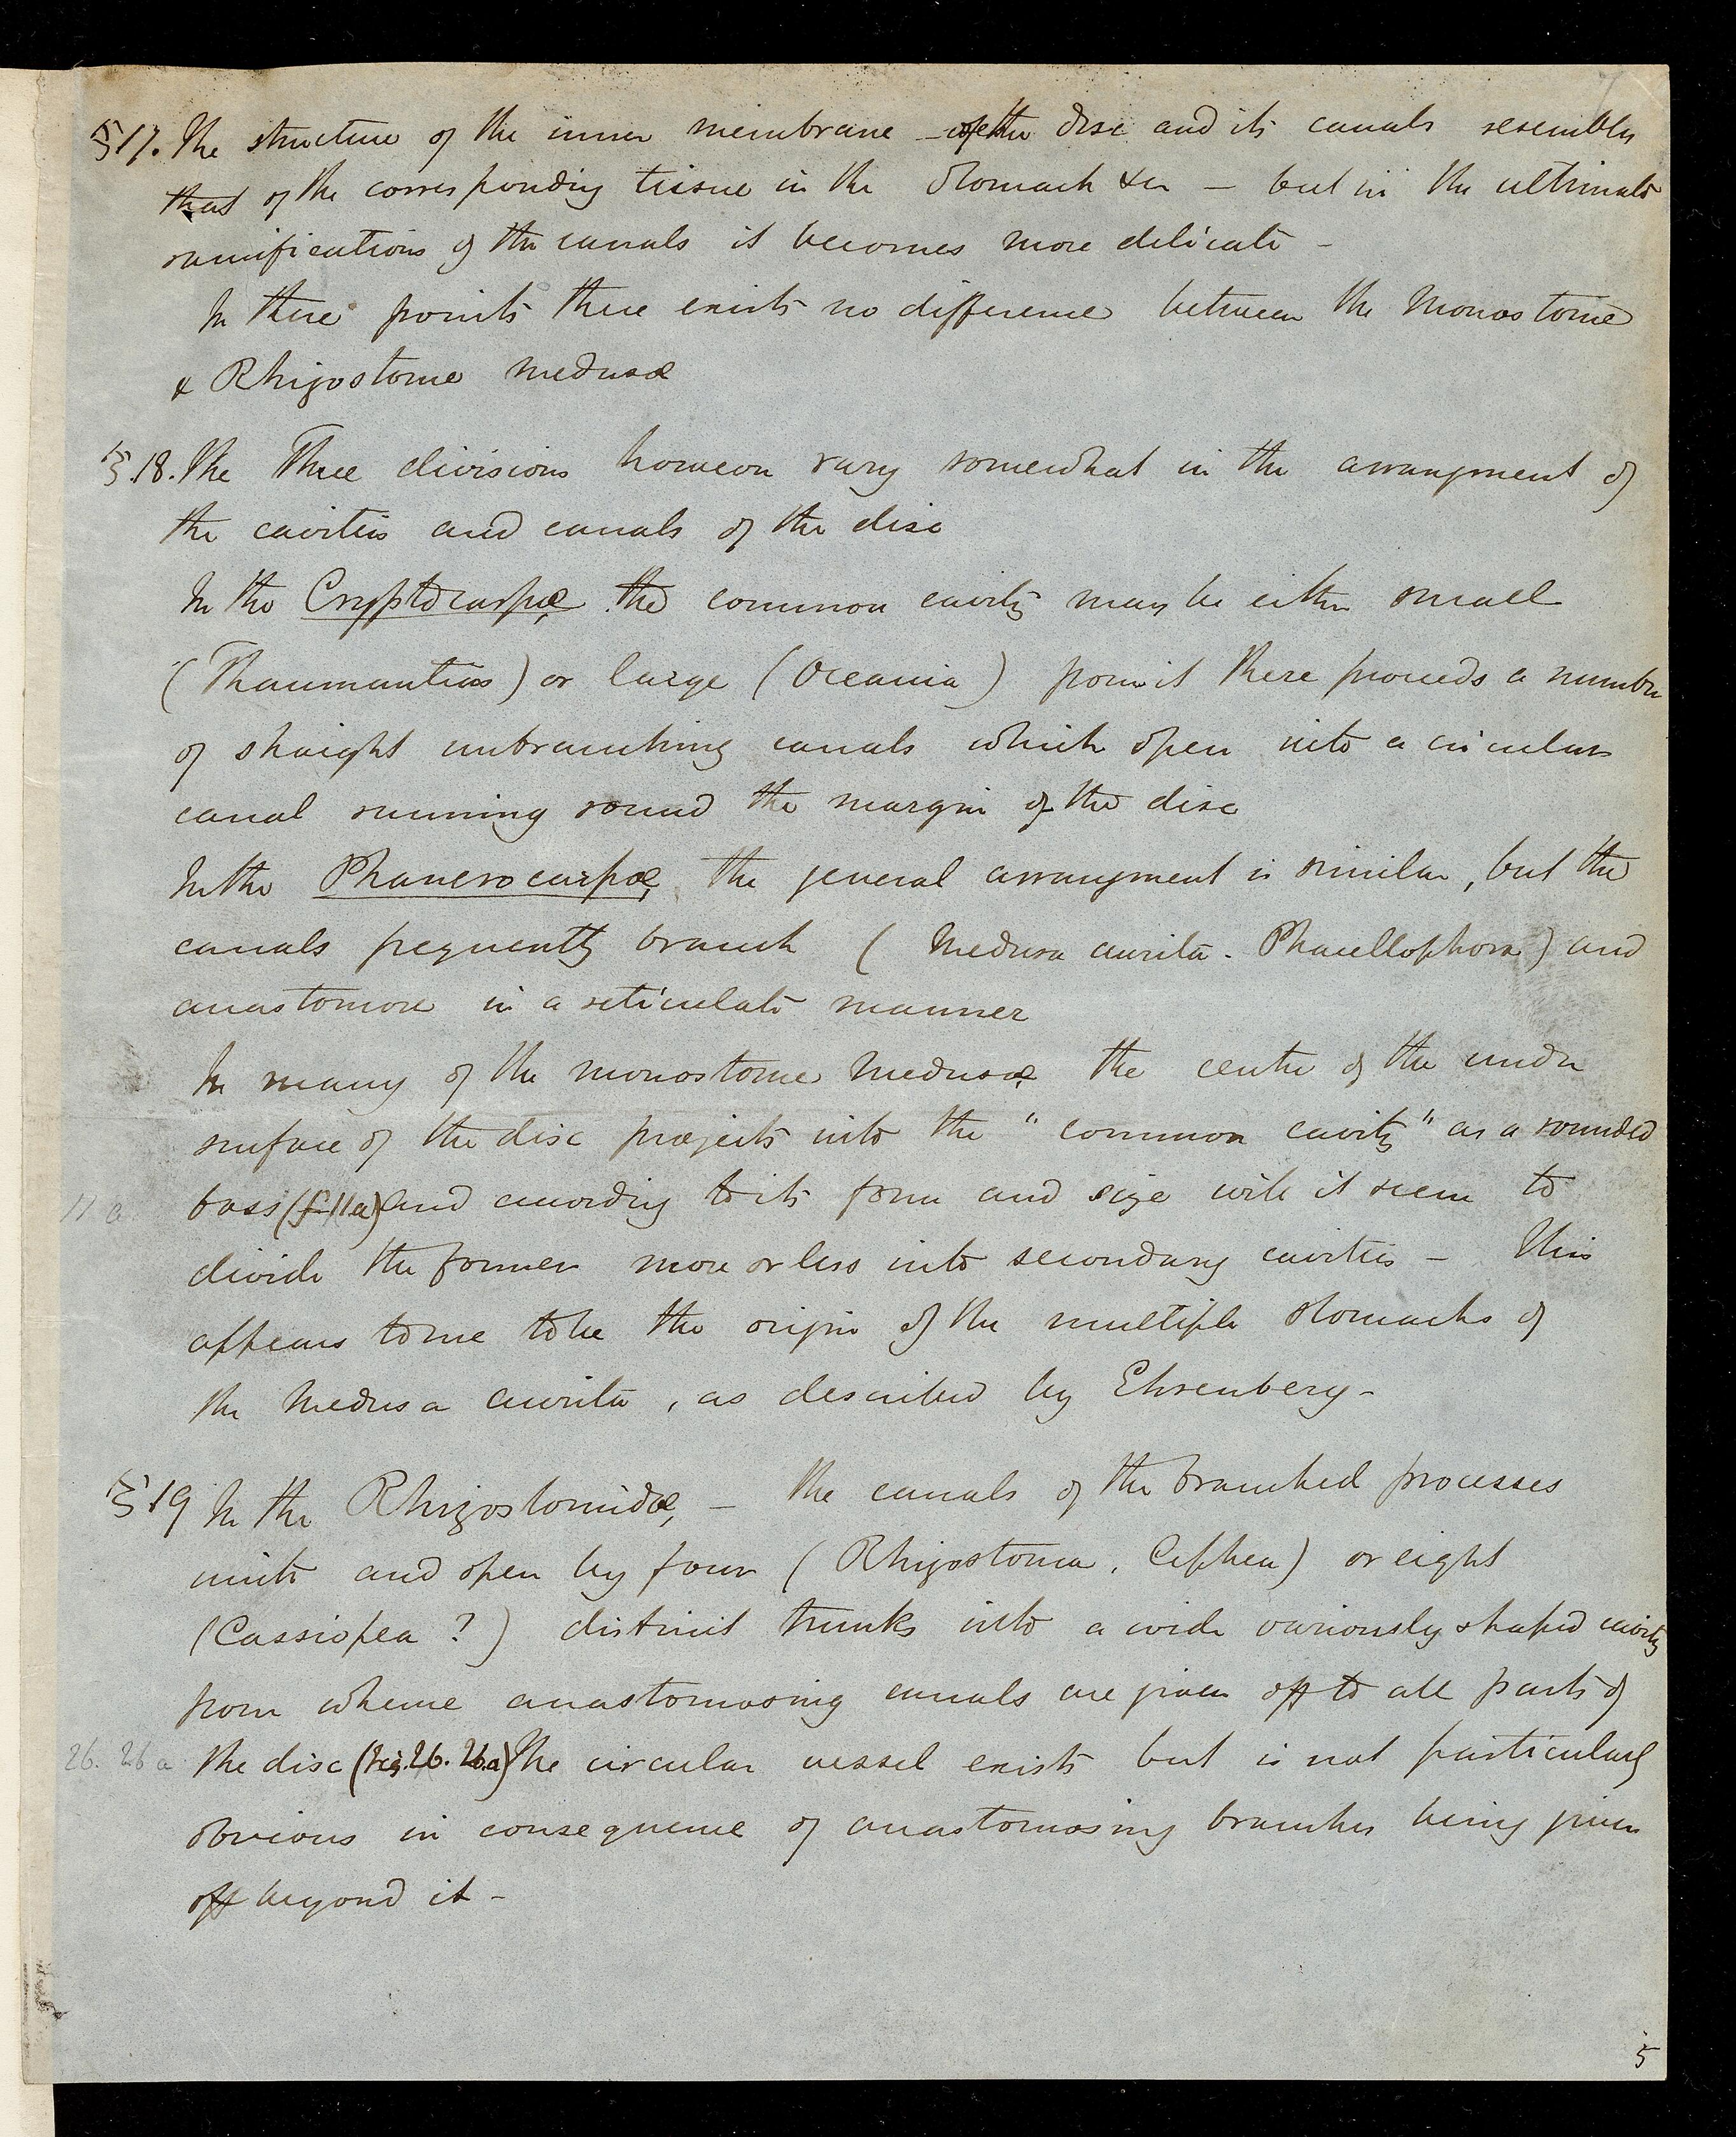 7
§17. The structure of the inner membrane – of the disc and its canals resembles
that of the corresponding tissue in the stomach &c – but in the ultimate
ramifications of the canals it becomes more delicate –
In these points there exists no difference between the Monostome
& Rhizostome Medusæ
§.18. The Three divisions however vary somewhat in the arrangment of
the cavities and canals of the disc
In the Cryptocarpæ, the common cavity may be either small
(Thaumantias) or large (Oceania) from it there proceeds a number
of straight unbranching canals which open into a circular
canal running round the margin of the disc
In the Phanerocarpæ, the general arrangment is similar, but the
canals frequently branch ( Medusa aurita. Phacellophora) and
anastomose in a reticulate manner
In many of the monostome Medusæ, the centre of the under
surface of the disc projects into the "common cavity" as a rounded
11 a boss (f. 11a) and according to its form and size will it seem to
divide the former more or less into secondary cavities – This
appears to me to be the origin of the multiple stomachs of
the Medusa aurita, as described by Ehrenberg –
§19 In the Rhizostomidæ, – the canals of the branched processes
unite and open by four (Rhizostoma, Cephea) or eight
(Cassiopea ?) distinct trunks into a wide variously shaped cavity
from whence anastomosing canals are given off to all parts of
26. 26 a the disc (Fig. 26. 26.a) The circular vessel exists but is not particularly
obvious in consequence of anastomosing branches being given
off beyond it –
5